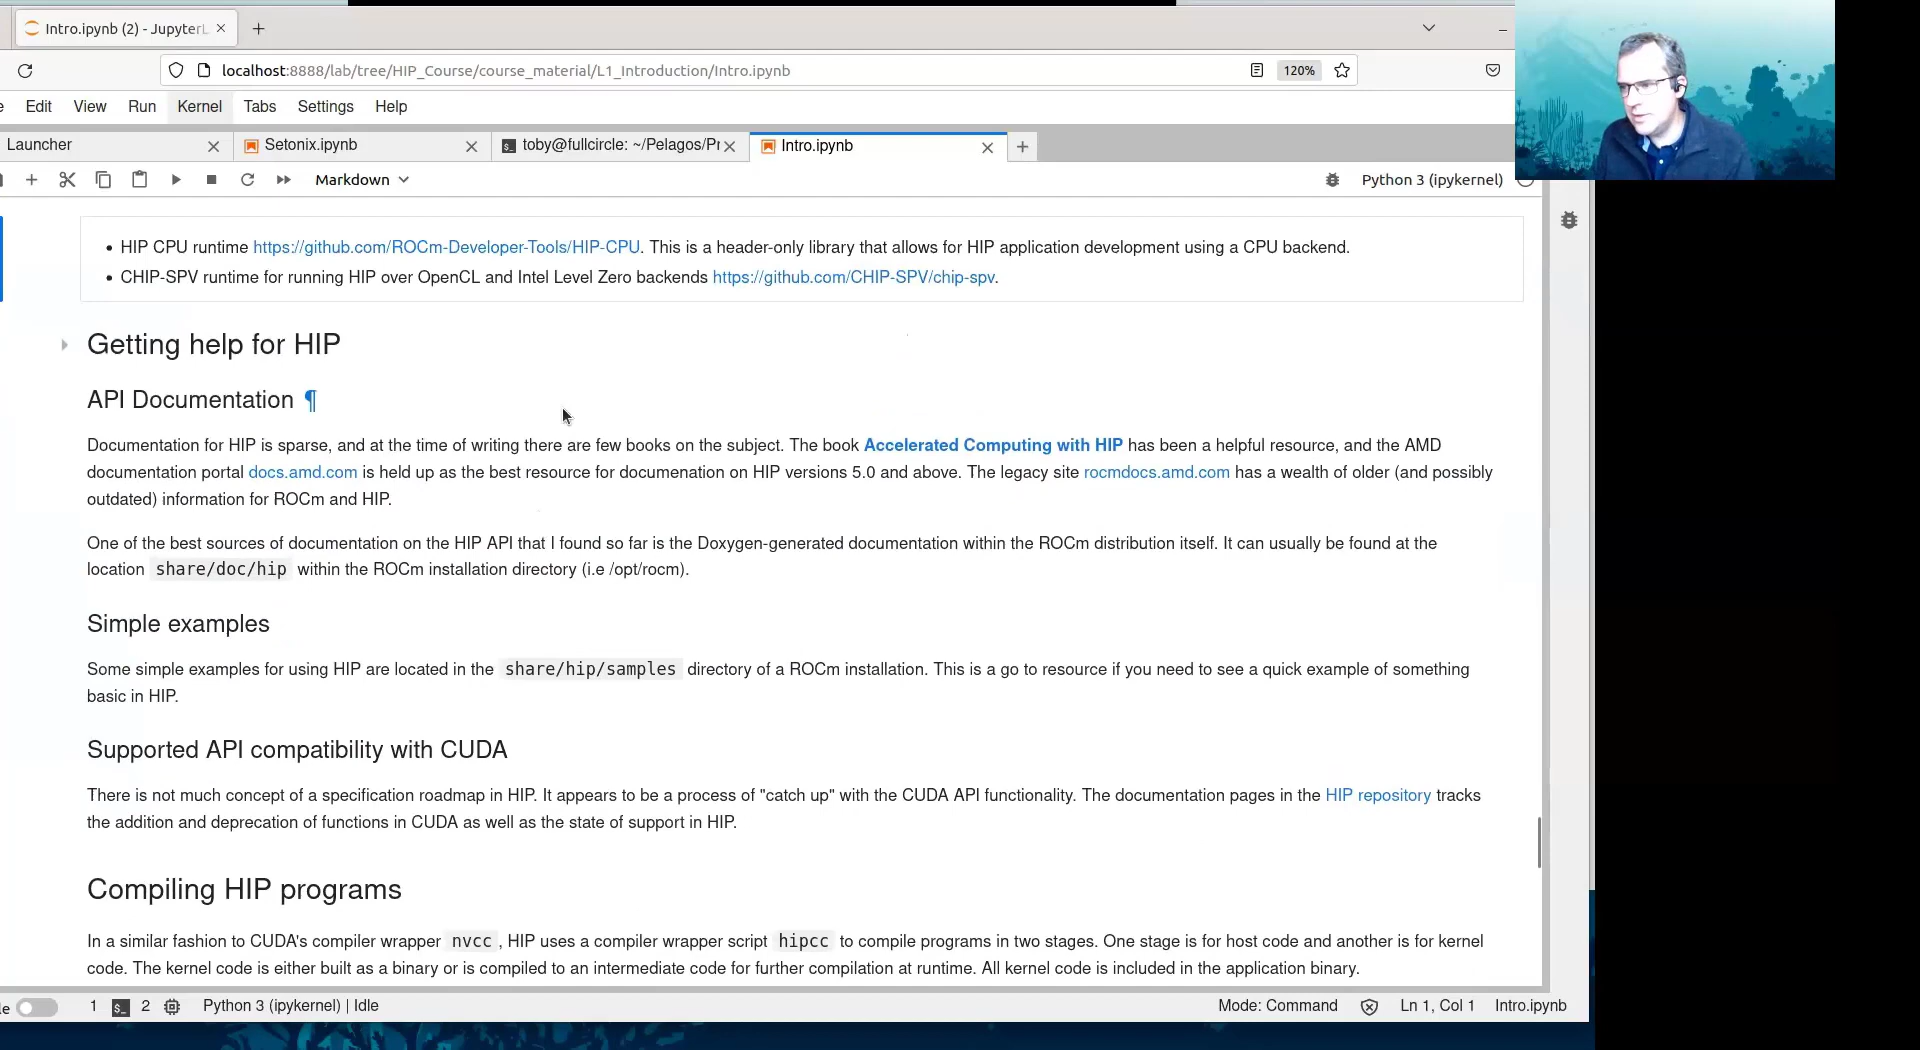 Intro.ipynb (2) - JupyterL
localhost:8888/lab/tree/HIP_Course/course_material/L1_Introduction/Intro.ipynb
120%
Edit View Run Kernel Tabs Settings Help
Launcher
Setonix.ipynb
toby@fullcircle: ~/Pelagos/Pr
Intro.ipynb
Markdown
Python 3 (ipykernel)
HIP CPU runtime https://github.com/ROCm-Developer-Tools/HIP-CPU. This is a header-only library that allows for HIP application development using a CPU backend.
CHIP-SPV runtime for running HIP over OpenCL and Intel Level Zero backends https://github.com/CHIP-SPV/chip-spv.
Getting help for HIP
API Documentation ¶
Documentation for HIP is sparse, and at the time of writing there are few books on the subject. The book Accelerated Computing with HIP has been a helpful resource, and the AMD
documentation portal docs.amd.com is held up as the best resource for documenation on HIP versions 5.0 and above. The legacy site rocmdocs.amd.com has a wealth of older (and possibly
outdated) information for ROCm and HIP.
One of the best sources of documentation on the HIP API that I found so far is the Doxygen-generated documentation within the ROCm distribution itself. It can usually be found at the
location share/doc/hip within the ROCm installation directory (i.e /opt/rocm).
Simple examples
Some simple examples for using HIP are located in the share/hip/samples directory of a ROCm installation. This is a go to resource if you need to see a quick example of something
basic in HIP.
Supported API compatibility with CUDA
There is not much concept of a specification roadmap in HIP. It appears to be a process of "catch up" with the CUDA API functionality. The documentation pages in the HIP repository tracks
the addition and deprecation of functions in CUDA as well as the state of support in HIP.
Compiling HIP programs
In a similar fashion to CUDA's compiler wrapper nvcc , HIP uses a compiler wrapper script hipcc to compile programs in two stages. One stage is for host code and another is for kernel
code. The kernel code is either built as a binary or is compiled to an intermediate code for further compilation at runtime. All kernel code is included in the application binary.
1 2 Python 3 (ipykernel) | Idle
Mode: Command
Ln 1, Col 1
Intro.ipynb